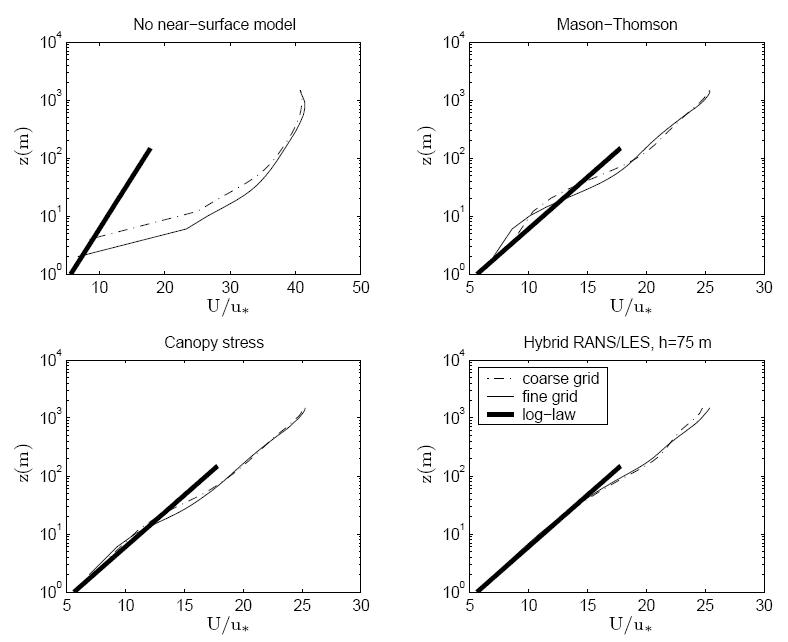 No near−surface model
10⁴
10³
10²
10¹
10⁰
z(m)
10 20 30 40 50
U/u*
Mason−Thomson
10⁴
10³
10²
10¹
10⁰
z(m)
5 10 15 20 25 30
U/u*
Canopy stress
10⁴
10³
10²
10¹
10⁰
z(m)
5 10 15 20 25 30
U/u*
Hybrid RANS/LES, h=75 m
10⁴
10³
10²
10¹
10⁰
z(m)
coarse grid
fine grid
log−law
5 10 15 20 25 30
U/u*